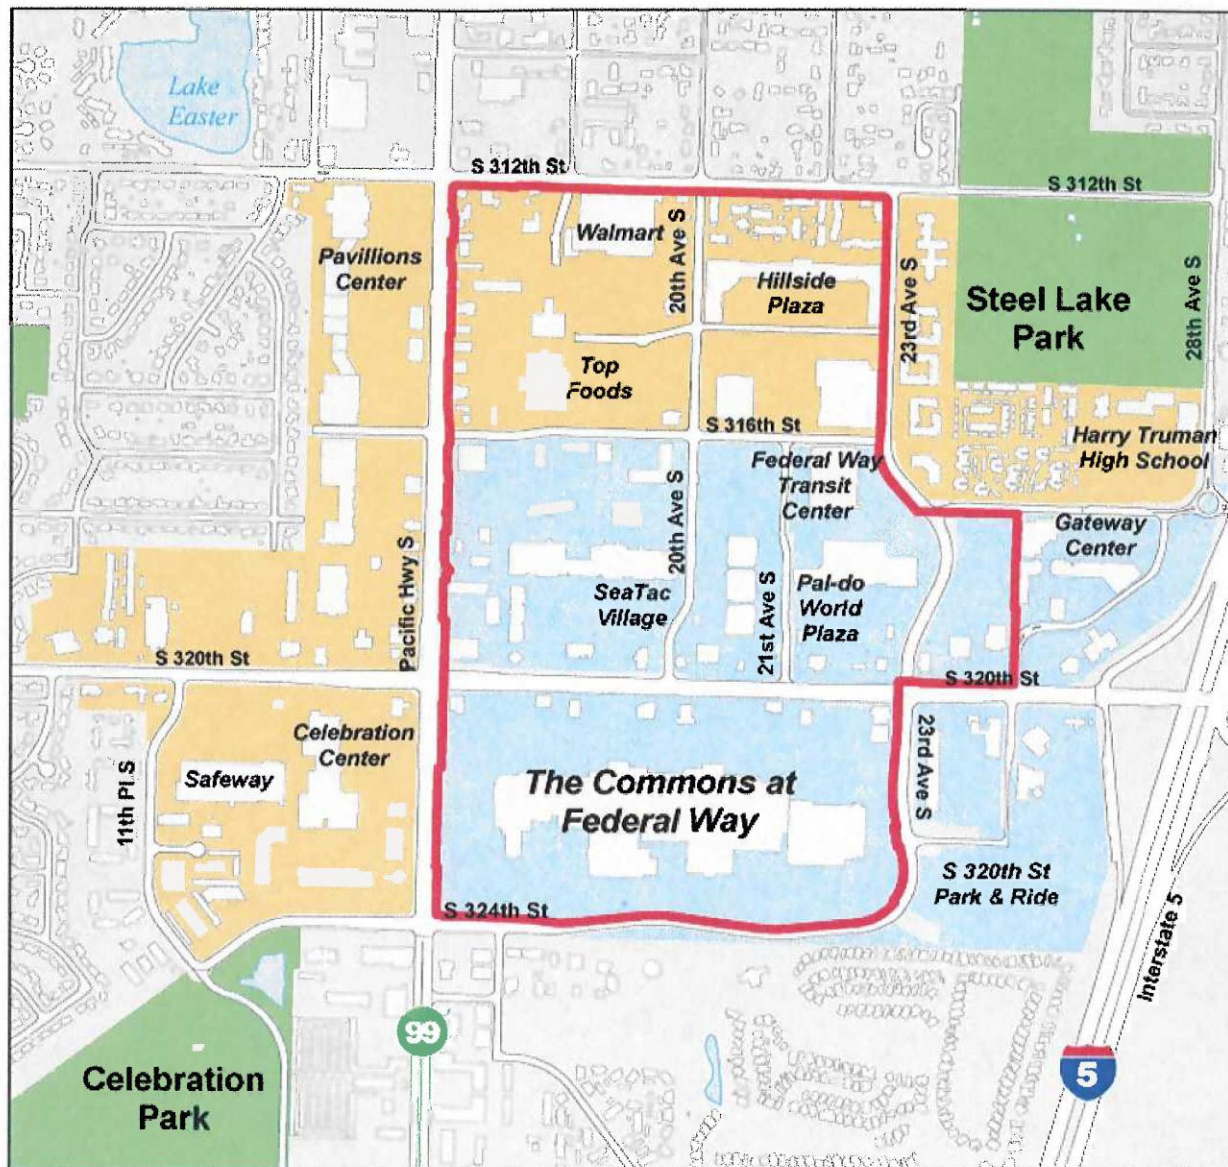 Lake
Easter
S 312th St
S 312th St
Walmart
20th Ave S
Pavillions
Center
Hillside
Plaza
23rd Ave S
Steel Lake
Park
28th Ave S
Top
Foods
S 316th St
Harry Truman
High School
Federal Way
Transit
Center
20th Ave S
Gateway
Center
Pacific Hwy S
SeaTac
Village
21st Ave S
Pal-do
World
Plaza
S 320th St
S 320th St
Celebration
Center
11th Pl S
Safeway
The Commons at
Federal Way
23rd Ave S
S 320th St
Park & Ride
S 324th St
Interstate 5
99
5
Celebration
Park